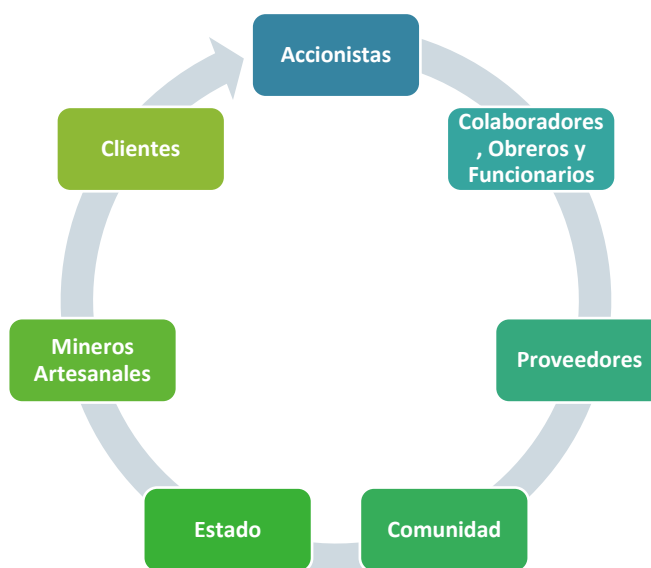 Accionistas
Colaboradores
, Obreros y
Funcionarios
Proveedores
Comunidad
Estado
Mineros
Artesanales
Clientes